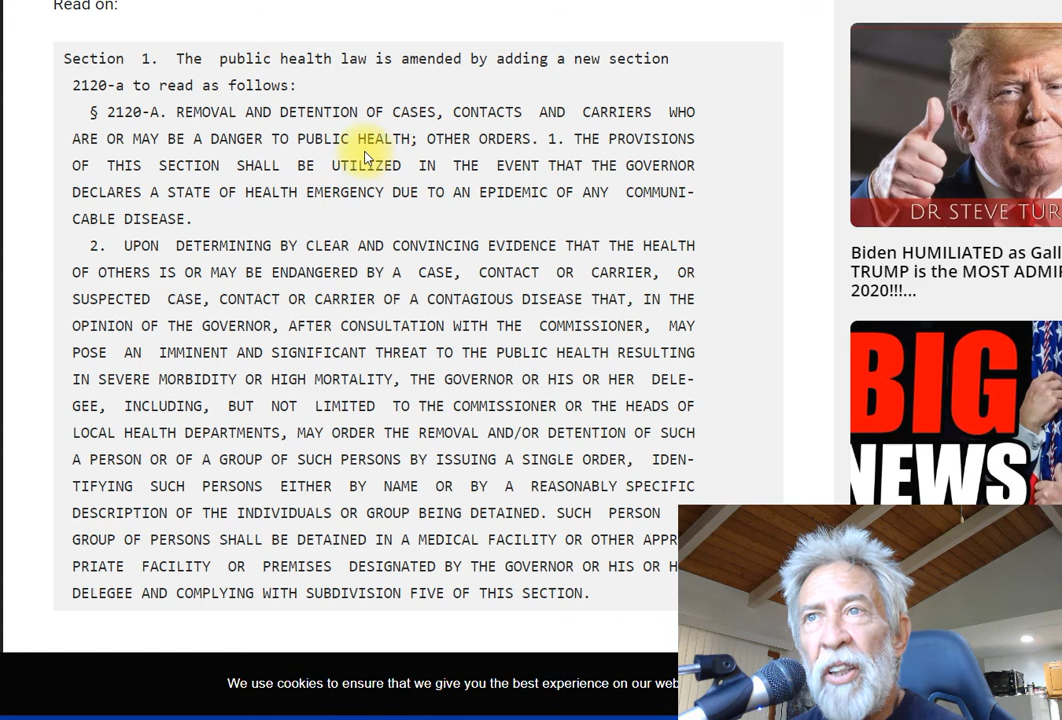 Read on:
Section 1. The public health law is amended by adding a new section
2120-a to read as follows:
§ 2120-A. REMOVAL AND DETENTION OF CASES, CONTACTS AND CARRIERS WHO
ARE OR MAY BE A DANGER TO PUBLIC HEALTH; OTHER ORDERS. 1. THE PROVISIONS
OF THIS SECTION SHALL BE UTILIZED IN THE EVENT THAT THE GOVERNOR
DECLARES A STATE OF HEALTH EMERGENCY DUE TO AN EPIDEMIC OF ANY COMMUNI-
CABLE DISEASE.
2. UPON DETERMINING BY CLEAR AND CONVINCING EVIDENCE THAT THE HEALTH
OF OTHERS IS OR MAY BE ENDANGERED BY A CASE, CONTACT OR CARRIER, OR
SUSPECTED CASE, CONTACT OR CARRIER OF A CONTAGIOUS DISEASE THAT, IN THE
OPINION OF THE GOVERNOR, AFTER CONSULTATION WITH THE COMMISSIONER, MAY
POSE AN IMMINENT AND SIGNIFICANT THREAT TO THE PUBLIC HEALTH RESULTING
IN SEVERE MORBIDITY OR HIGH MORTALITY, THE GOVERNOR OR HIS OR HER DELE-
GEE, INCLUDING, BUT NOT LIMITED TO THE COMMISSIONER OR THE HEADS OF
LOCAL HEALTH DEPARTMENTS, MAY ORDER THE REMOVAL AND/OR DETENTION OF SUCH
A PERSON OR OF A GROUP OF SUCH PERSONS BY ISSUING A SINGLE ORDER, IDEN-
TIFYING SUCH PERSONS EITHER BY NAME OR BY A REASONABLY SPECIFIC
DESCRIPTION OF THE INDIVIDUALS OR GROUP BEING DETAINED. SUCH PERSON
GROUP OF PERSONS SHALL BE DETAINED IN A MEDICAL FACILITY OR OTHER APPR
PRIATE FACILITY OR PREMISES DESIGNATED BY THE GOVERNOR OR HIS OR H
DELEGEE AND COMPLYING WITH SUBDIVISION FIVE OF THIS SECTION.
We use cookies to ensure that we give you the best experience on our web
DR STEVE TUR
Biden HUMILIATED as Gall
TRUMP is the MOST ADMI
2020!!!...
BIG
NEWS